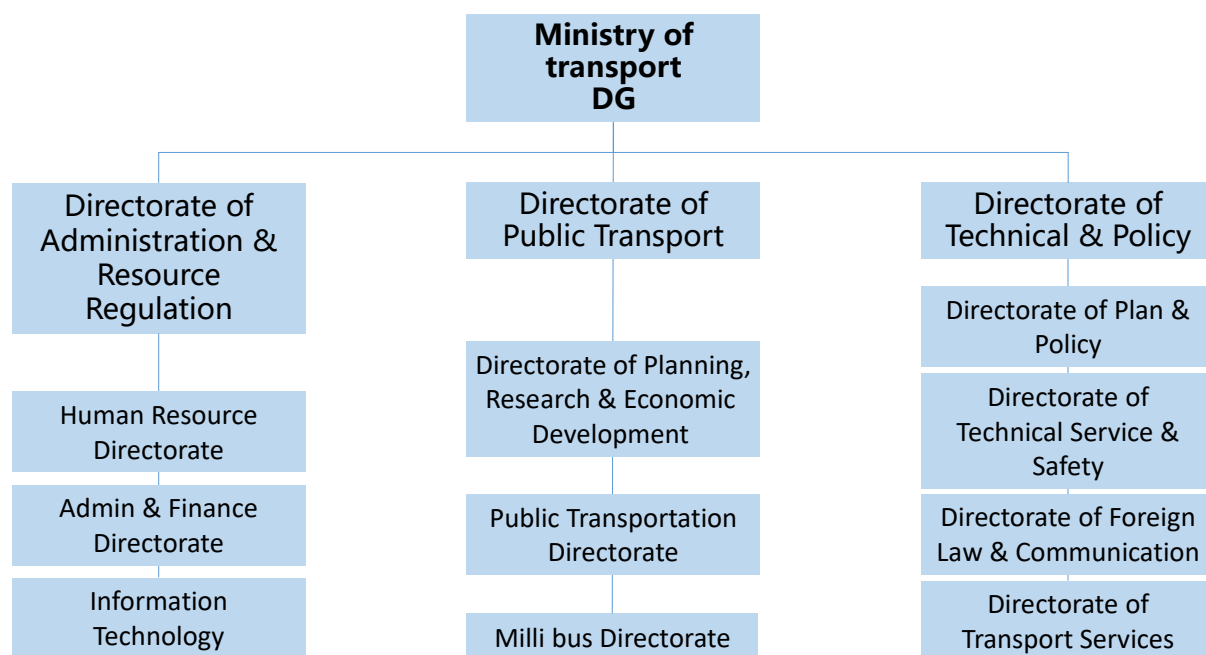 Ministry of
transport
DG
Directorate of
Administration &
Resource
Regulation
Human Resource
Directorate
Admin & Finance
Directorate
Information
Technology
Directorate of
Public Transport
Directorate of Planning,
Research & Economic
Development
Public Transportation
Directorate
Milli bus Directorate
Directorate of
Technical & Policy
Directorate of Plan &
Policy
Directorate of
Technical Service &
Safety
Directorate of Foreign
Law & Communication
Directorate of
Transport Services